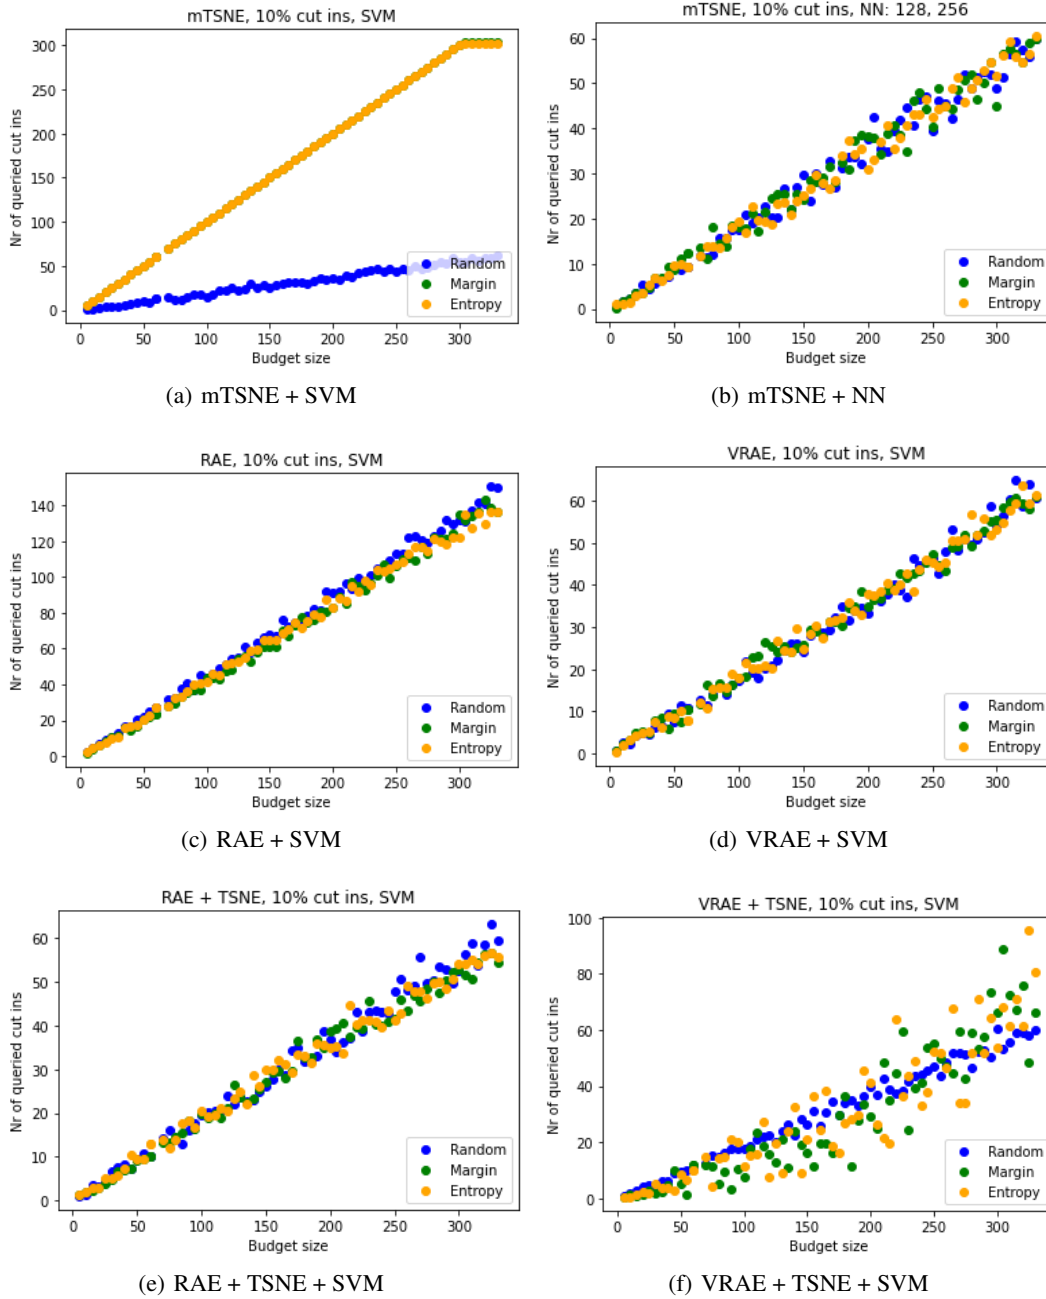 mTSNE, 10% cut ins, SVM
Nr of queried cut ins
300
250
200
150
100
50
0
0 50 100 150 200 250 300
Budget size
Random
Margin
Entropy
(a) mTSNE + SVM
mTSNE, 10% cut ins, NN: 128, 256
Nr of queried cut ins
60
50
40
30
20
10
0
0 50 100 150 200 250 300
Budget size
Random
Margin
Entropy
(b) mTSNE + NN
RAE, 10% cut ins, SVM
Nr of queried cut ins
140
120
100
80
60
40
20
0
0 50 100 150 200 250 300
Budget size
Random
Margin
Entropy
(c) RAE + SVM
VRAE, 10% cut ins, SVM
Nr of queried cut ins
60
50
40
30
20
10
0
0 50 100 150 200 250 300
Budget size
Random
Margin
Entropy
(d) VRAE + SVM
RAE + TSNE, 10% cut ins, SVM
Nr of queried cut ins
60
50
40
30
20
10
0
0 50 100 150 200 250 300
Budget size
Random
Margin
Entropy
(e) RAE + TSNE + SVM
VRAE + TSNE, 10% cut ins, SVM
Nr of queried cut ins
100
80
60
40
20
0
0 50 100 150 200 250 300
Budget size
Random
Margin
Entropy
(f) VRAE + TSNE + SVM